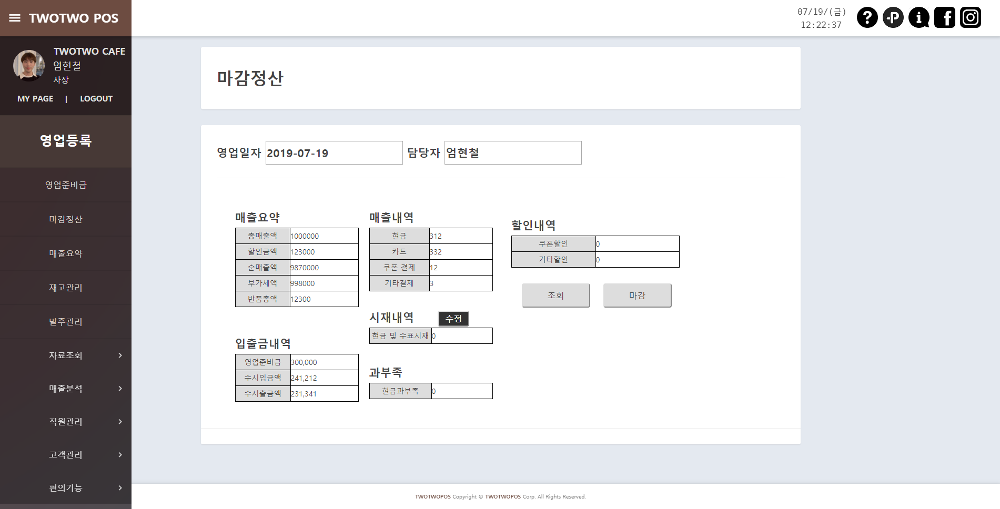 TWOTWO POS
07/19/(금)
12:22:37
TWOTWO CAFE
엄현철
사장
MY PAGE | LOGOUT
영업등록
영업준비금
마감정산
매출요약
재고관리
발주관리
자료조회
매출분석
직원관리
고객관리
편의기능
마감정산
영업일자 2019-07-19 담당자 엄현철
매출요약
총매출액 1000000
할인금액 123000
순매출액 9870000
부가세액 998000
반품총액 12300
입출금내역
영업준비금 300,000
수시입금액 241,212
수시출금액 231,341
매출내역
현금 312
카드 332
쿠폰 결제 12
기타결제 3
시재내역 수정
현금 및 수표시재 0
과부족
현금과부족 0
할인내역
쿠폰할인 0
기타할인 0
조회 마감
TWOTWOPOS Copyright © TWOTWOPOS Corp. All Rights Reserved.